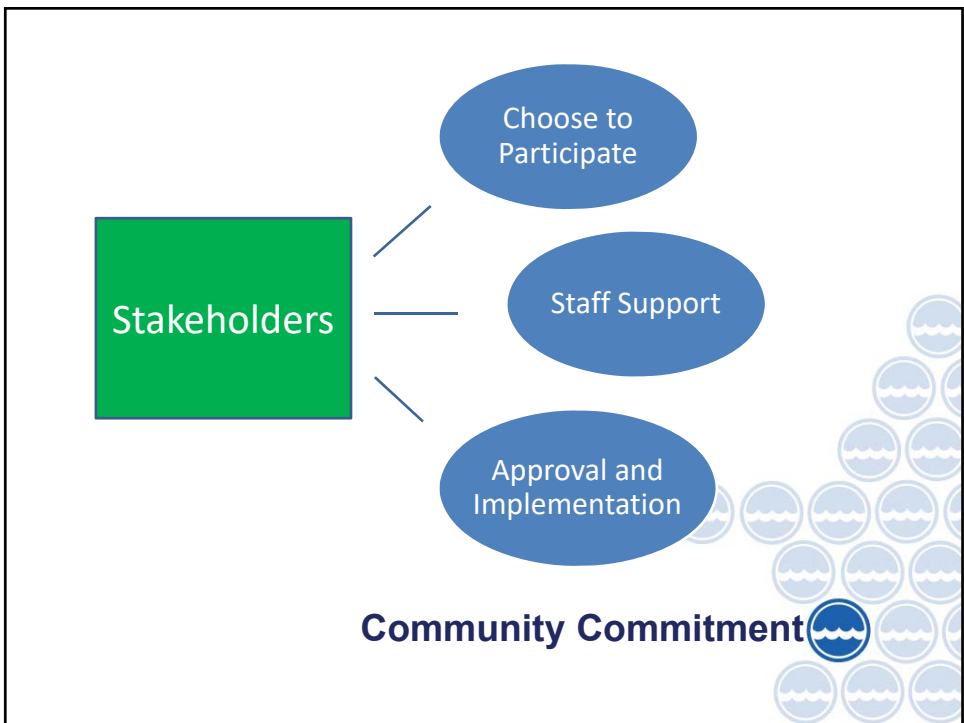 Choose to
Participate
Stakeholders
Staff Support
Approval and
Implementation
Community Commitment